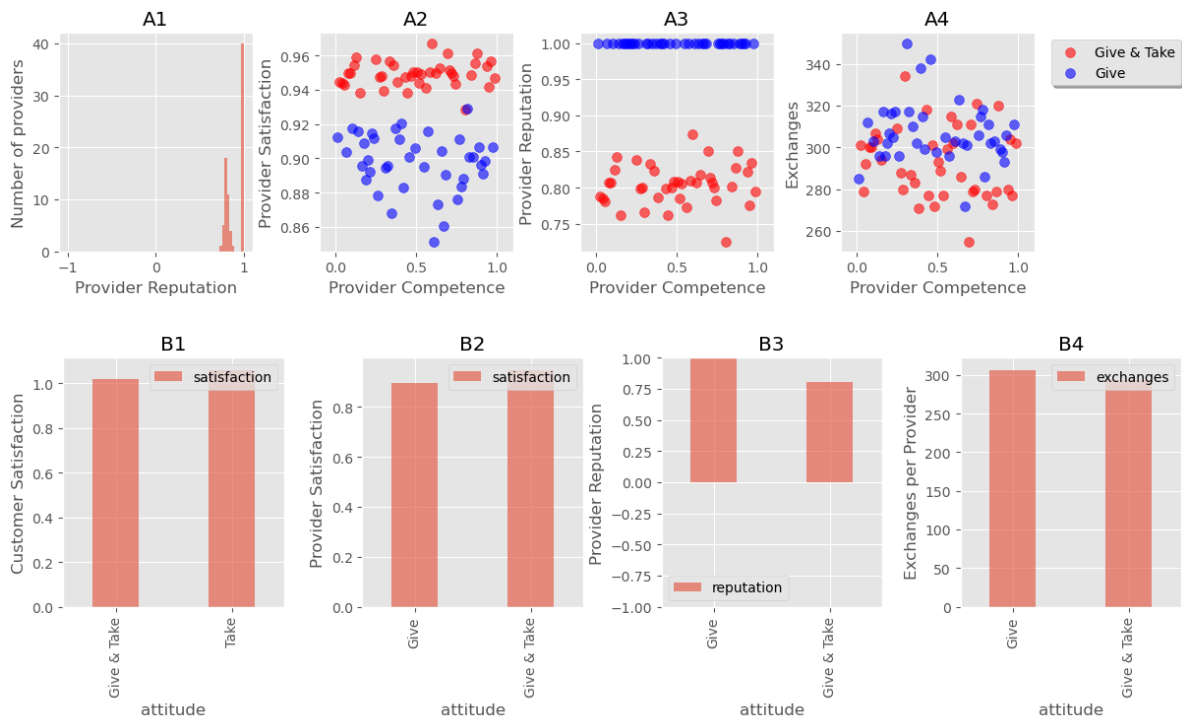 A1
A2
A3
A4
40
30
20
10
0
Number of providers
-1
0
1
Provider Reputation
0.96
0.94
0.92
0.90
0.88
0.86
Provider Satisfaction
0.0
0.5
1.0
Provider Competence
1.00
0.95
0.90
0.85
0.80
0.75
Provider Reputation
0.0
0.5
1.0
Provider Competence
340
320
300
280
260
Exchanges
0.0
0.5
1.0
Provider Competence
Give & Take
Give
B1
B2
B3
B4
1.0
0.8
0.6
0.4
0.2
0.0
Customer Satisfaction
satisfaction
Give & Take
Take
attitude
0.8
0.6
0.4
0.2
0.0
Provider Satisfaction
satisfaction
Give
Give & Take
attitude
1.00
0.75
0.50
0.25
0.00
-0.25
-0.50
-0.75
-1.00
Provider Reputation
reputation
Give
Give & Take
attitude
300
250
200
150
100
50
0
Exchanges per Provider
exchanges
Give
Give & Take
attitude